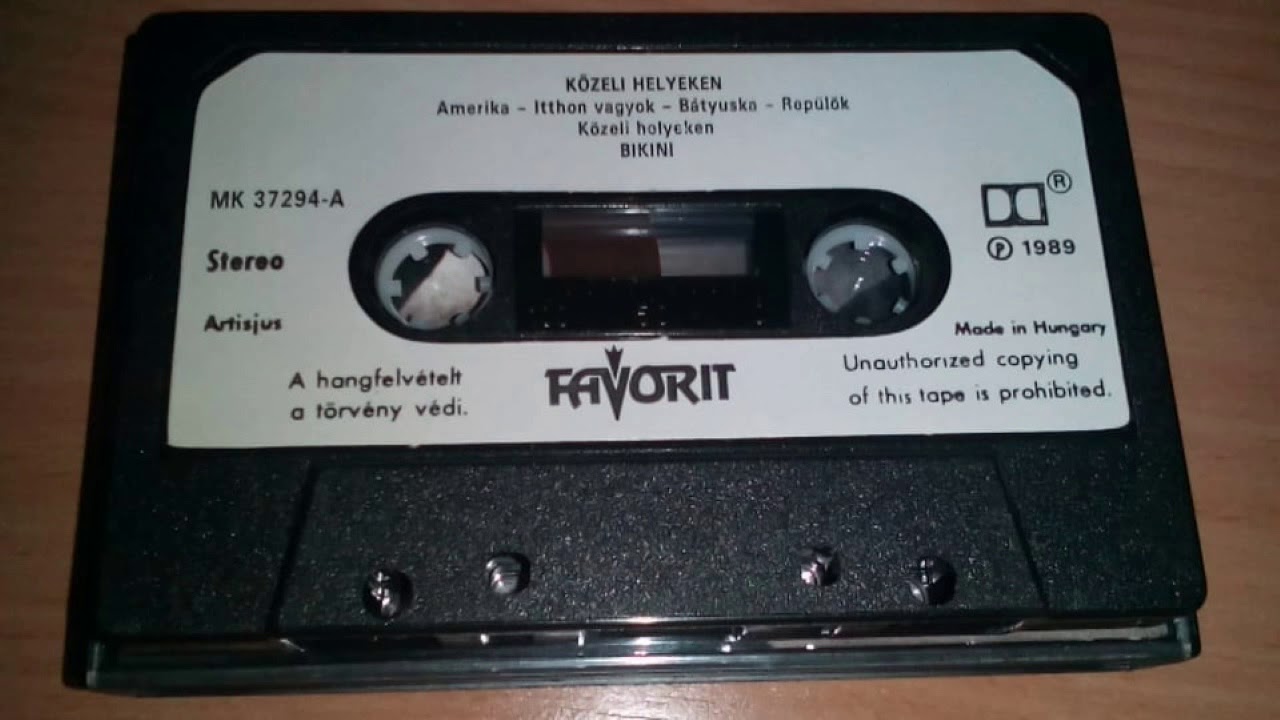 KÖZELI HELYEKEN
Amerika – Itthon vagyok – Bátyuska – Repülők
Közeli helyeken
BIKINI
MK 37294-A
Stereo
Artisjus
A hangfelvételt
a törvény védi.
FAVORIT
R
P 1989
Made in Hungary
Unauthorized copying
of this tape is prohibited.